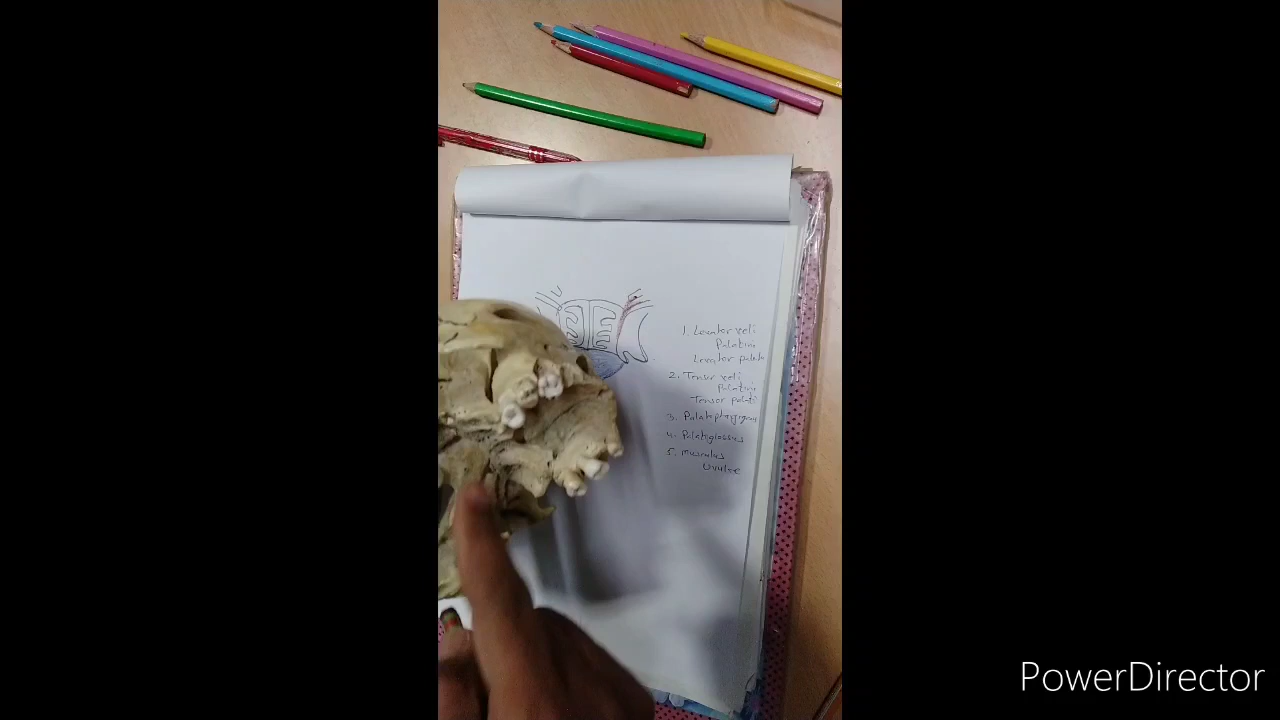 1. Levator veli
Palatini
Levator palati
2. Tensor veli
Palatini
Tensor palati
3. Palatopharyngeus
4. Palatoglossus
5. Musculus
Uvulae
PowerDirector